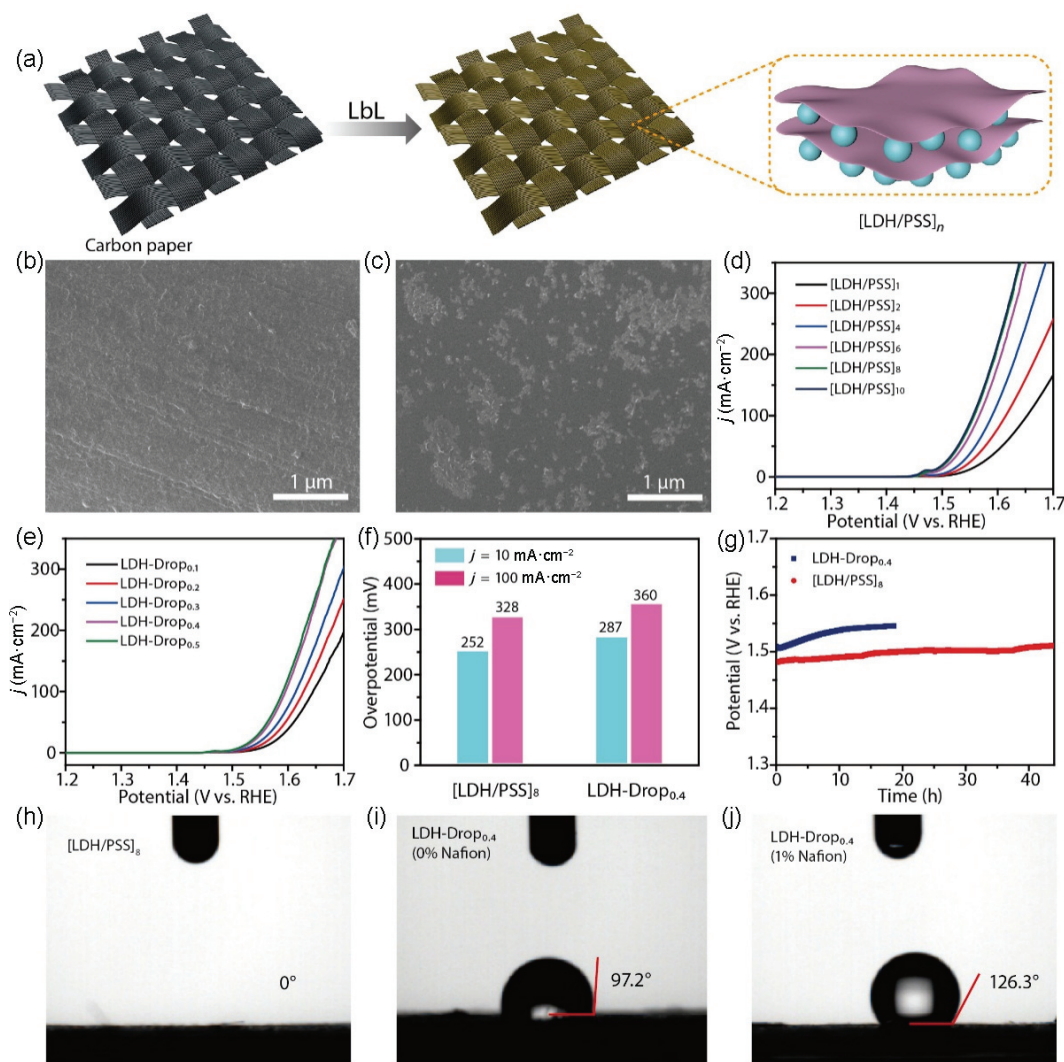 (a)
LbL
Carbon paper
[LDH/PSS]n
(b)
1 μm
(c)
1 μm
(d)
j (mA·cm−2)
300
200
100
0
[LDH/PSS]1
[LDH/PSS]2
[LDH/PSS]4
[LDH/PSS]6
[LDH/PSS]8
[LDH/PSS]10
1.2 1.3 1.4 1.5 1.6 1.7
Potential (V vs. RHE)
(e)
j (mA·cm−2)
300
200
100
0
LDH-Drop0.1
LDH-Drop0.2
LDH-Drop0.3
LDH-Drop0.4
LDH-Drop0.5
1.2 1.3 1.4 1.5 1.6 1.7
Potential (V vs. RHE)
(f)
Overpotential (mV)
500
400
300
200
100
0
j = 10 mA·cm−2
j = 100 mA·cm−2
252
328
287
360
[LDH/PSS]8 LDH-Drop0.4
(g)
Potential (V vs. RHE)
1.7
1.6
1.5
1.4
1.3
LDH-Drop0.4
[LDH/PSS]8
0 10 20 30 40
Time (h)
(h)
[LDH/PSS]8
0°
(i)
LDH-Drop0.4
(0% Nafion)
97.2°
(j)
LDH-Drop0.4
(1% Nafion)
126.3°